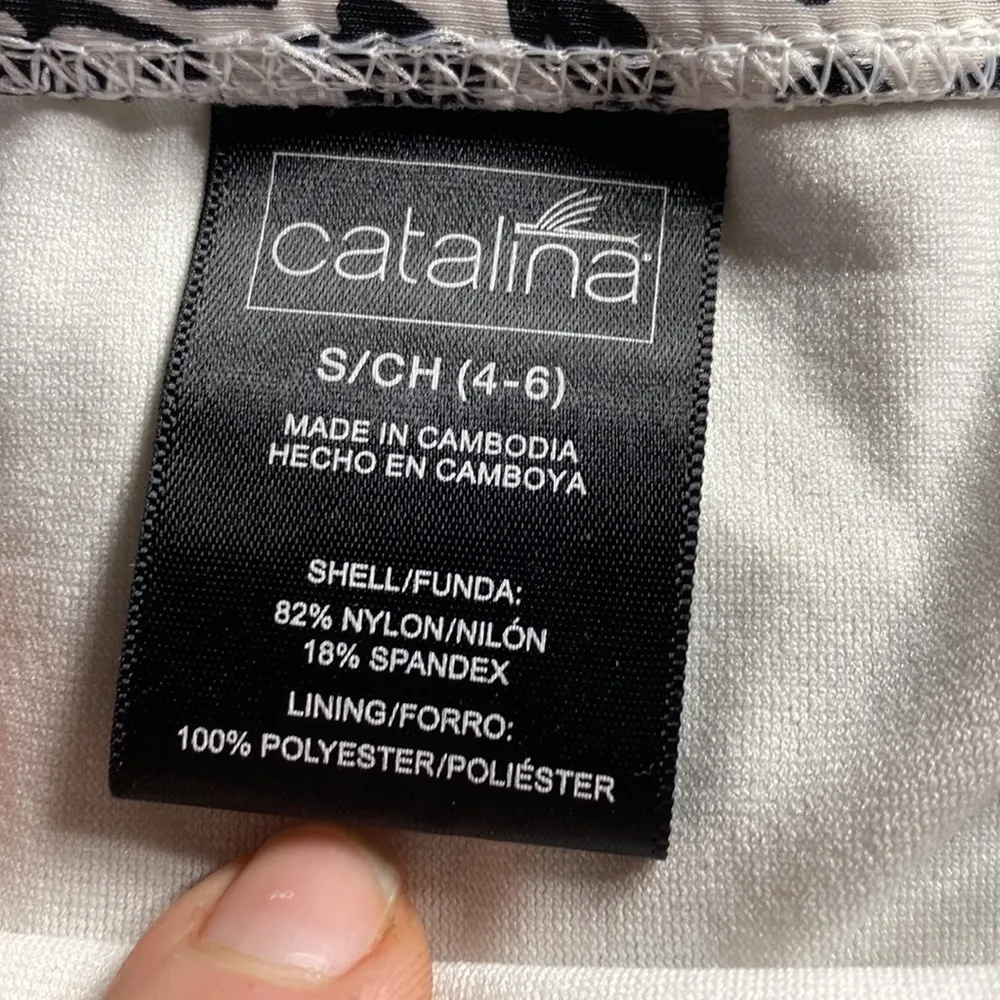 catalina
S/CH (4-6)
MADE IN CAMBODIA
HECHO EN CAMBOYA
SHELL/FUNDA:
82% NYLON/NILÓN
18% SPANDEX
LINING/FORRO:
100% POLYESTER/POLIÉSTER